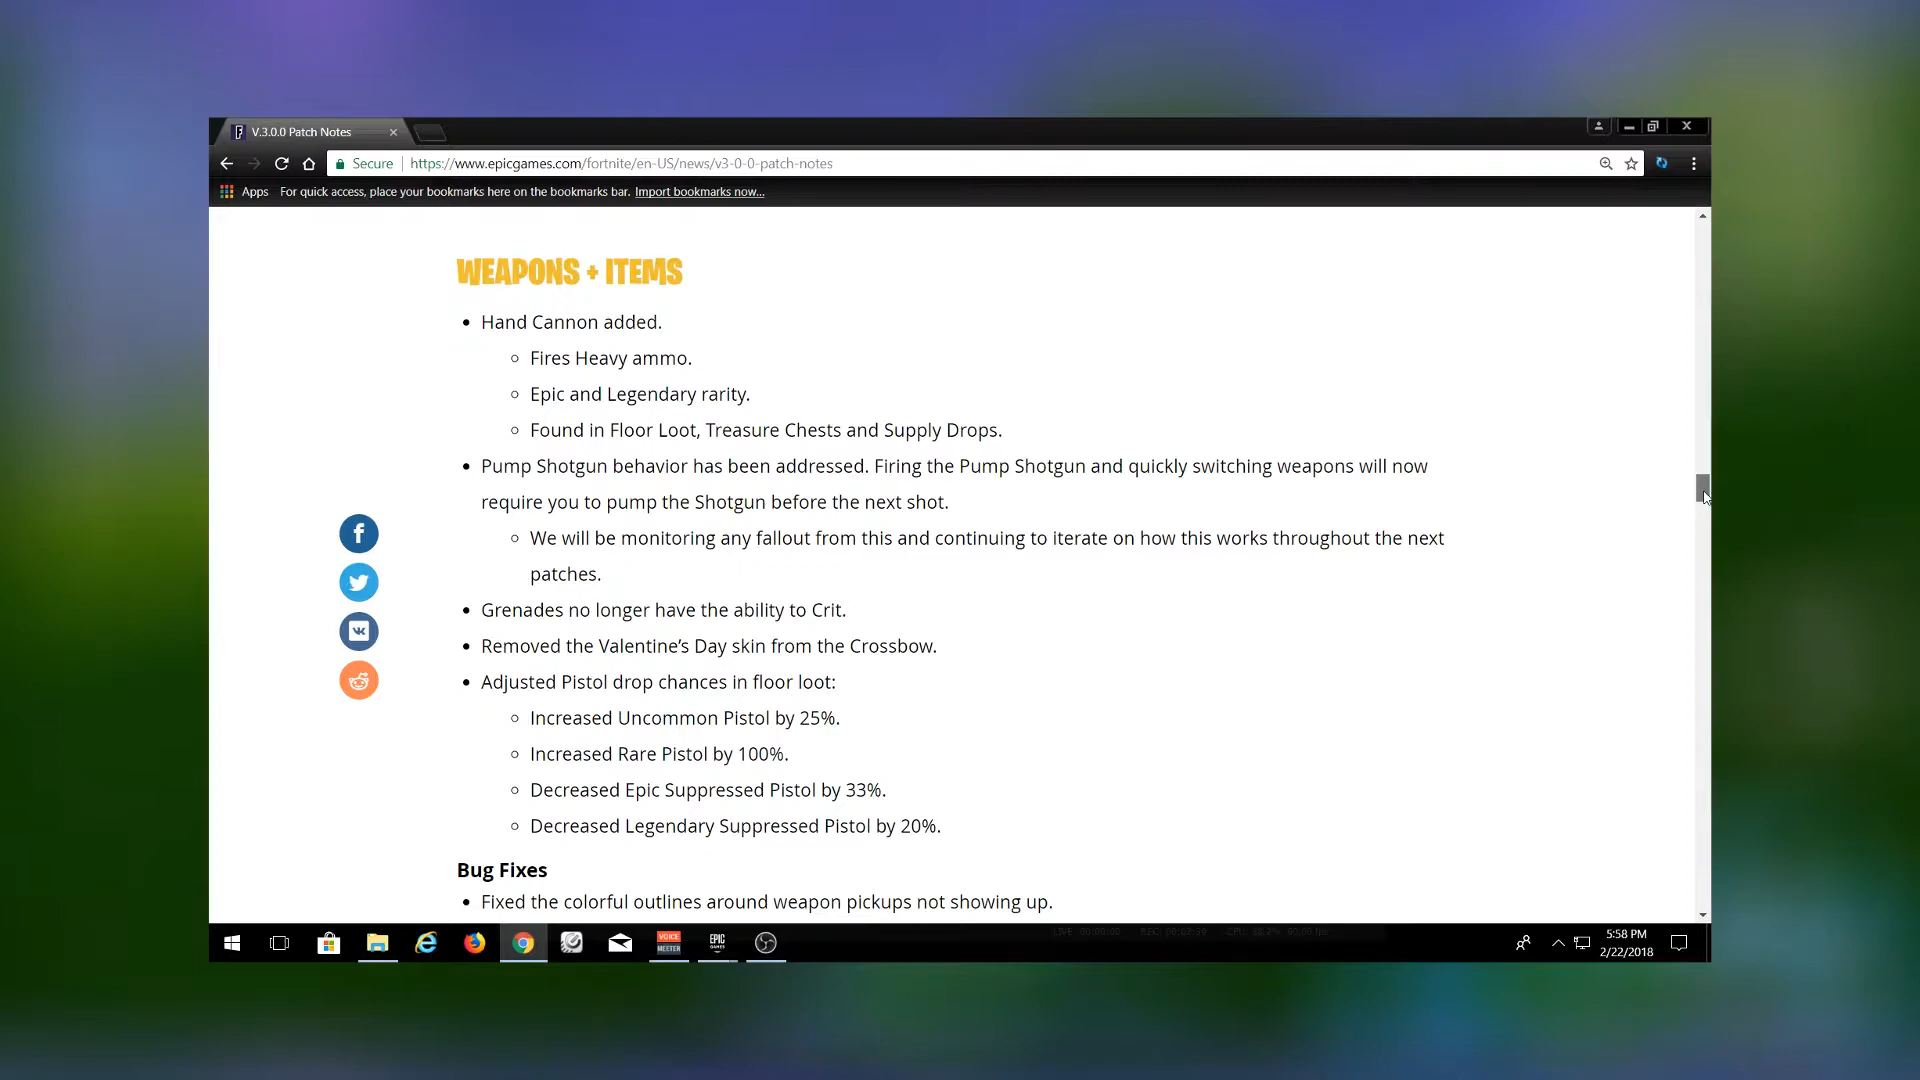 V.3.0.0 Patch Notes
Secure https://www.epicgames.com/fortnite/en-US/news/v3-0-0-patch-notes
Apps For quick access, place your bookmarks here on the bookmarks bar. Import bookmarks now...
WEAPONS + ITEMS
Hand Cannon added.
Fires Heavy ammo.
Epic and Legendary rarity.
Found in Floor Loot, Treasure Chests and Supply Drops.
Pump Shotgun behavior has been addressed. Firing the Pump Shotgun and quickly switching weapons will now
require you to pump the Shotgun before the next shot.
We will be monitoring any fallout from this and continuing to iterate on how this works throughout the next
patches.
Grenades no longer have the ability to Crit.
Removed the Valentine’s Day skin from the Crossbow.
Adjusted Pistol drop chances in floor loot:
Increased Uncommon Pistol by 25%.
Increased Rare Pistol by 100%.
Decreased Epic Suppressed Pistol by 33%.
Decreased Legendary Suppressed Pistol by 20%.
Bug Fixes
Fixed the colorful outlines around weapon pickups not showing up.
VOICE
MEETER
EPIC
GAMES
5:58 PM
2/22/2018